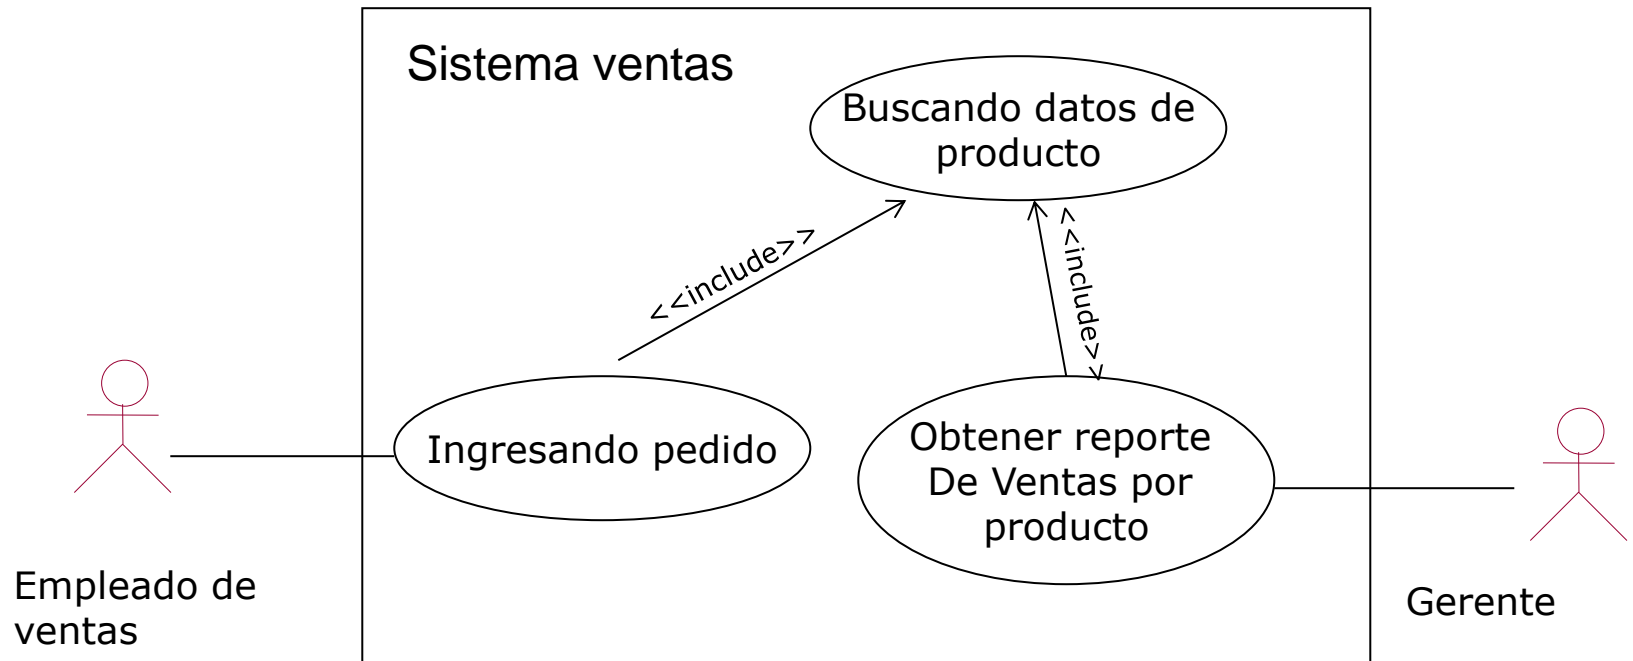 Sistema ventas
Buscando datos de
producto
<<include>>
<<include>>
Ingresando pedido
Obtener reporte
De Ventas por
producto
Empleado de
ventas
Gerente